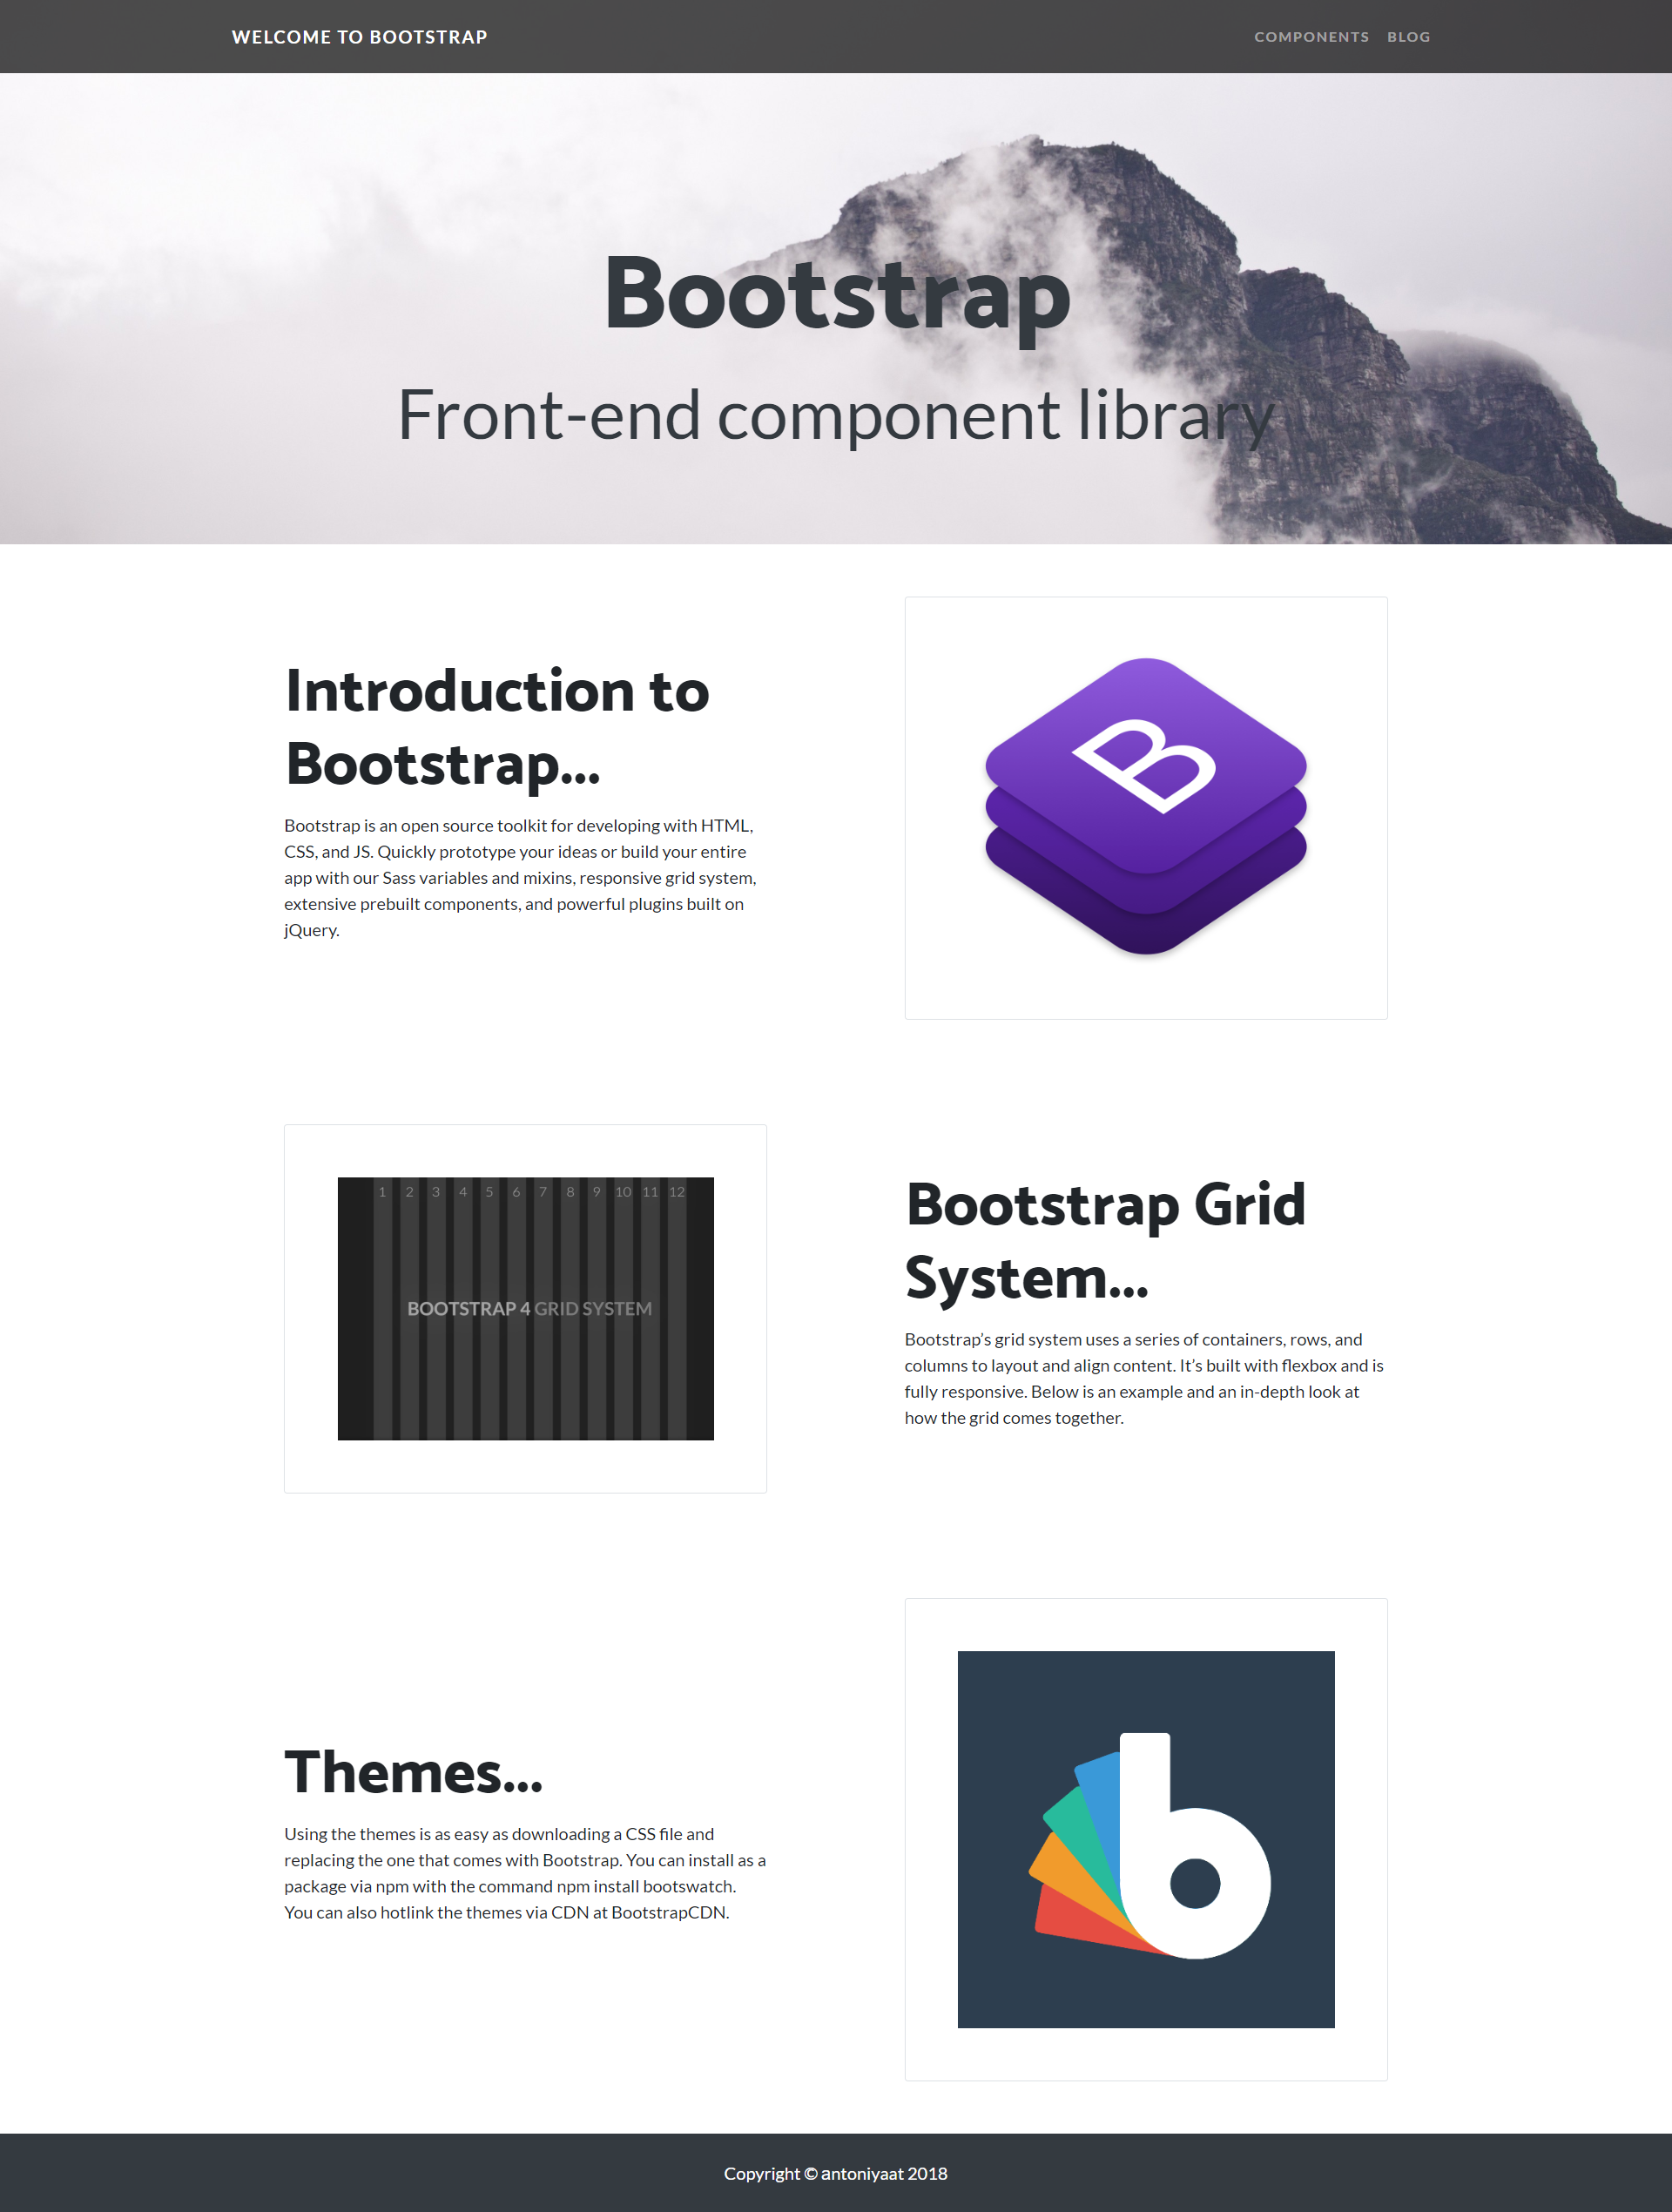 WELCOME TO BOOTSTRAP
COMPONENTS BLOG
Bootstrap
Front-end component library
Introduction to
Bootstrap...
Bootstrap is an open source toolkit for developing with HTML,
CSS, and JS. Quickly prototype your ideas or build your entire
app with our Sass variables and mixins, responsive grid system,
extensive prebuilt components, and powerful plugins built on
jQuery.
B
1 2 3 4 5 6 7 8 9 10 11 12
BOOTSTRAP 4 GRID SYSTEM
Bootstrap Grid
System...
Bootstrap’s grid system uses a series of containers, rows, and
columns to layout and align content. It’s built with flexbox and is
fully responsive. Below is an example and an in-depth look at
how the grid comes together.
Themes...
Using the themes is as easy as downloading a CSS file and
replacing the one that comes with Bootstrap. You can install as a
package via npm with the command npm install bootswatch.
You can also hotlink the themes via CDN at BootstrapCDN.
b
Copyright © antoniyaat 2018